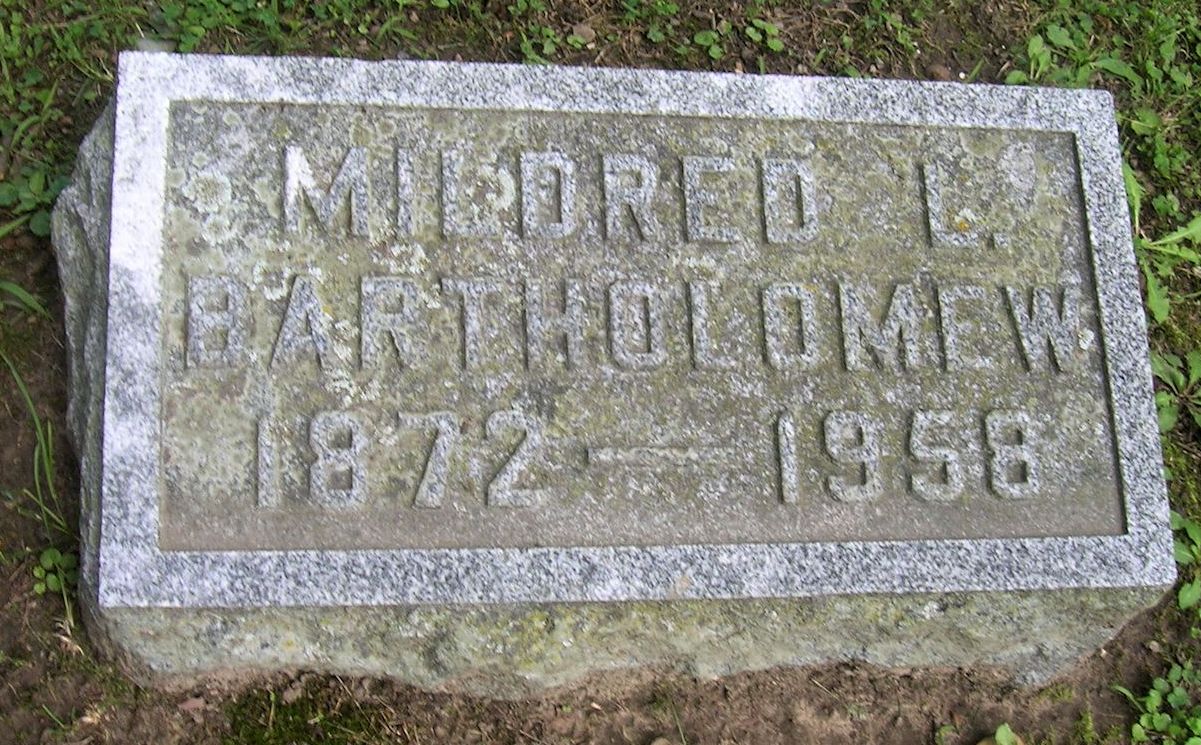 MILDRED L.
BARTHOLOMEW
1872 — 1958